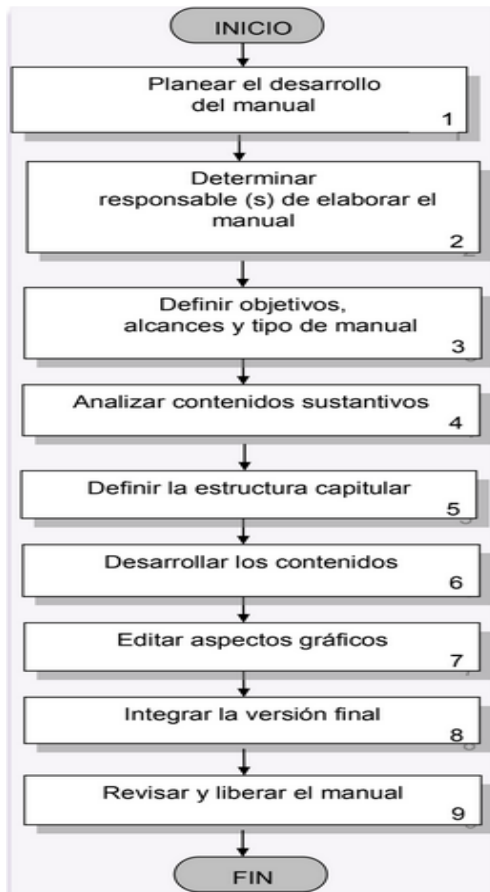 INICIO
Planear el desarrollo
del manual
1
Determinar
responsable (s) de elaborar el
manual
2
Definir objetivos,
alcances y tipo de manual
3
Analizar contenidos sustantivos
4
Definir la estructura capitular
5
Desarrollar los contenidos
6
Editar aspectos gráficos
7
Integrar la versión final
8
Revisar y liberar el manual
9
FIN